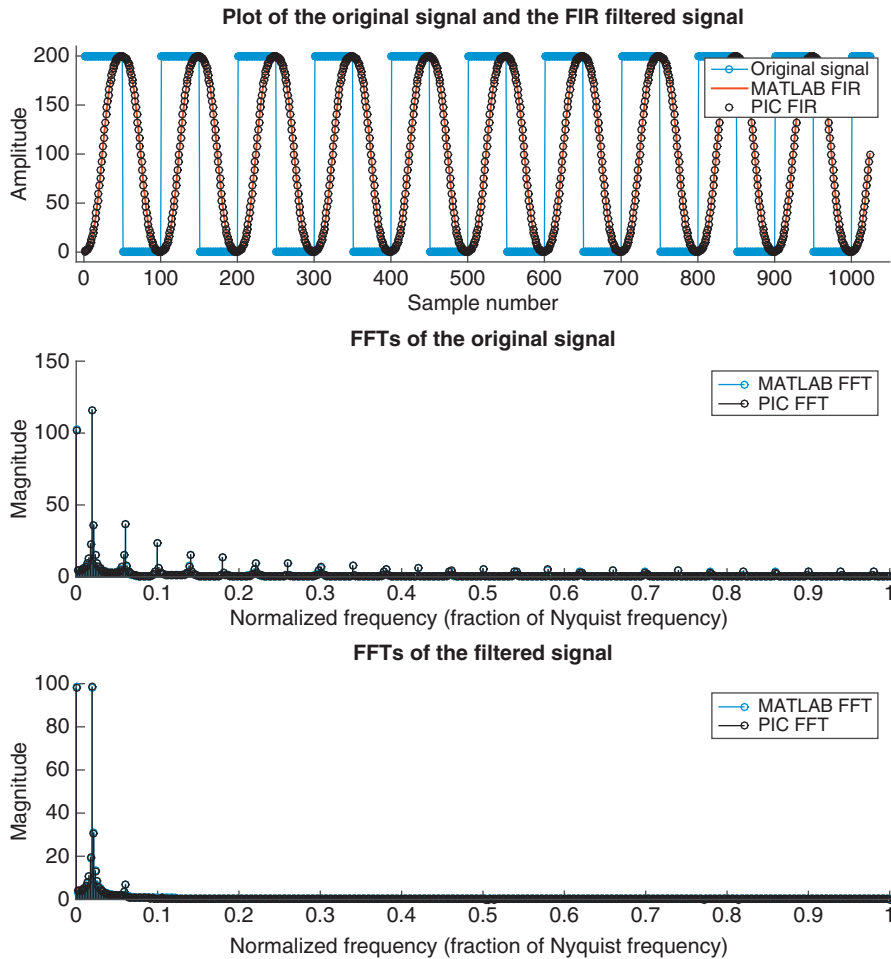 Plot of the original signal and the FIR filtered signal
200
150
100
50
0
Amplitude
Original signal
MATLAB FIR
PIC FIR
0 100 200 300 400 500 600 700 800 900 1000
Sample number
FFTs of the original signal
150
100
50
0
Magnitude
MATLAB FFT
PIC FFT
0 0.1 0.2 0.3 0.4 0.5 0.6 0.7 0.8 0.9 1
Normalized frequency (fraction of Nyquist frequency)
FFTs of the filtered signal
100
80
60
40
20
0
Magnitude
MATLAB FFT
PIC FFT
0 0.1 0.2 0.3 0.4 0.5 0.6 0.7 0.8 0.9 1
Normalized frequency (fraction of Nyquist frequency)